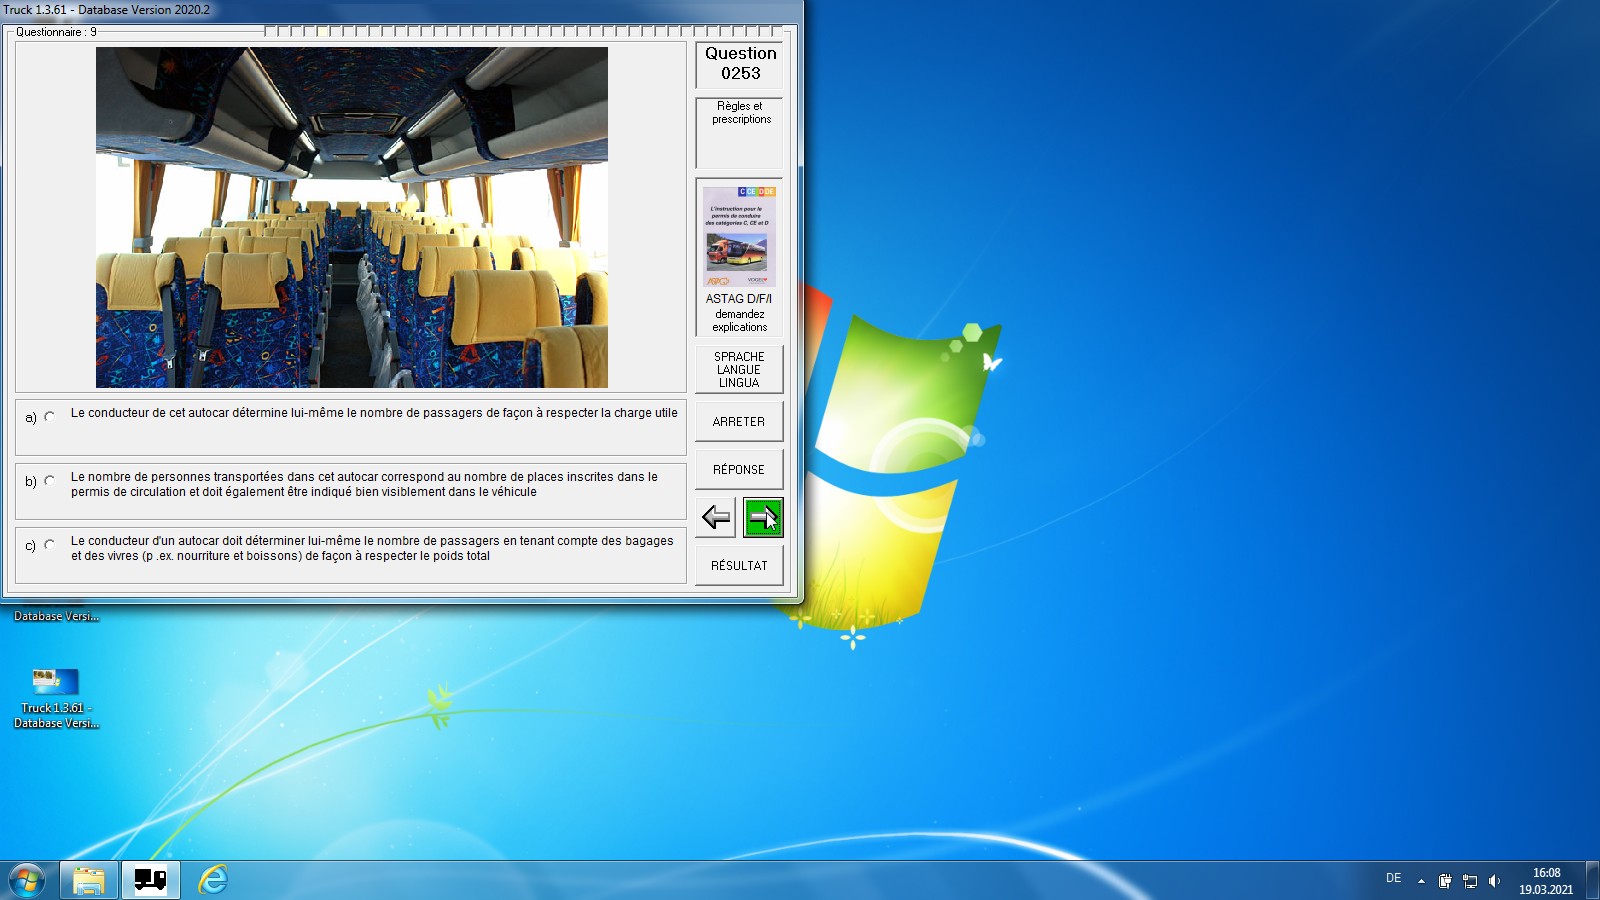 Truck 1.3.61 - Database Version 2020.2
Questionnaire : 9
Question
0253
Règles et
prescriptions
C CE D DE
L'instruction pour le
permis de conduire
des catégories C, CE et D
ASTAG D/F/I
demandez
explications
SPRACHE
LANGUE
LINGUA
ARRETER
RÉPONSE
RÉSULTAT
a) Le conducteur de cet autocar détermine lui-même le nombre de passagers de façon à respecter la charge utile
b) Le nombre de personnes transportées dans cet autocar correspond au nombre de places inscrites dans le
permis de circulation et doit également être indiqué bien visiblement dans le véhicule
c) Le conducteur d'un autocar doit déterminer lui-même le nombre de passagers en tenant compte des bagages
et des vivres (p .ex. nourriture et boissons) de façon à respecter le poids total
Database Versi...
Truck 1.3.61 -
Database Versi...
DE
16:08
19.03.2021